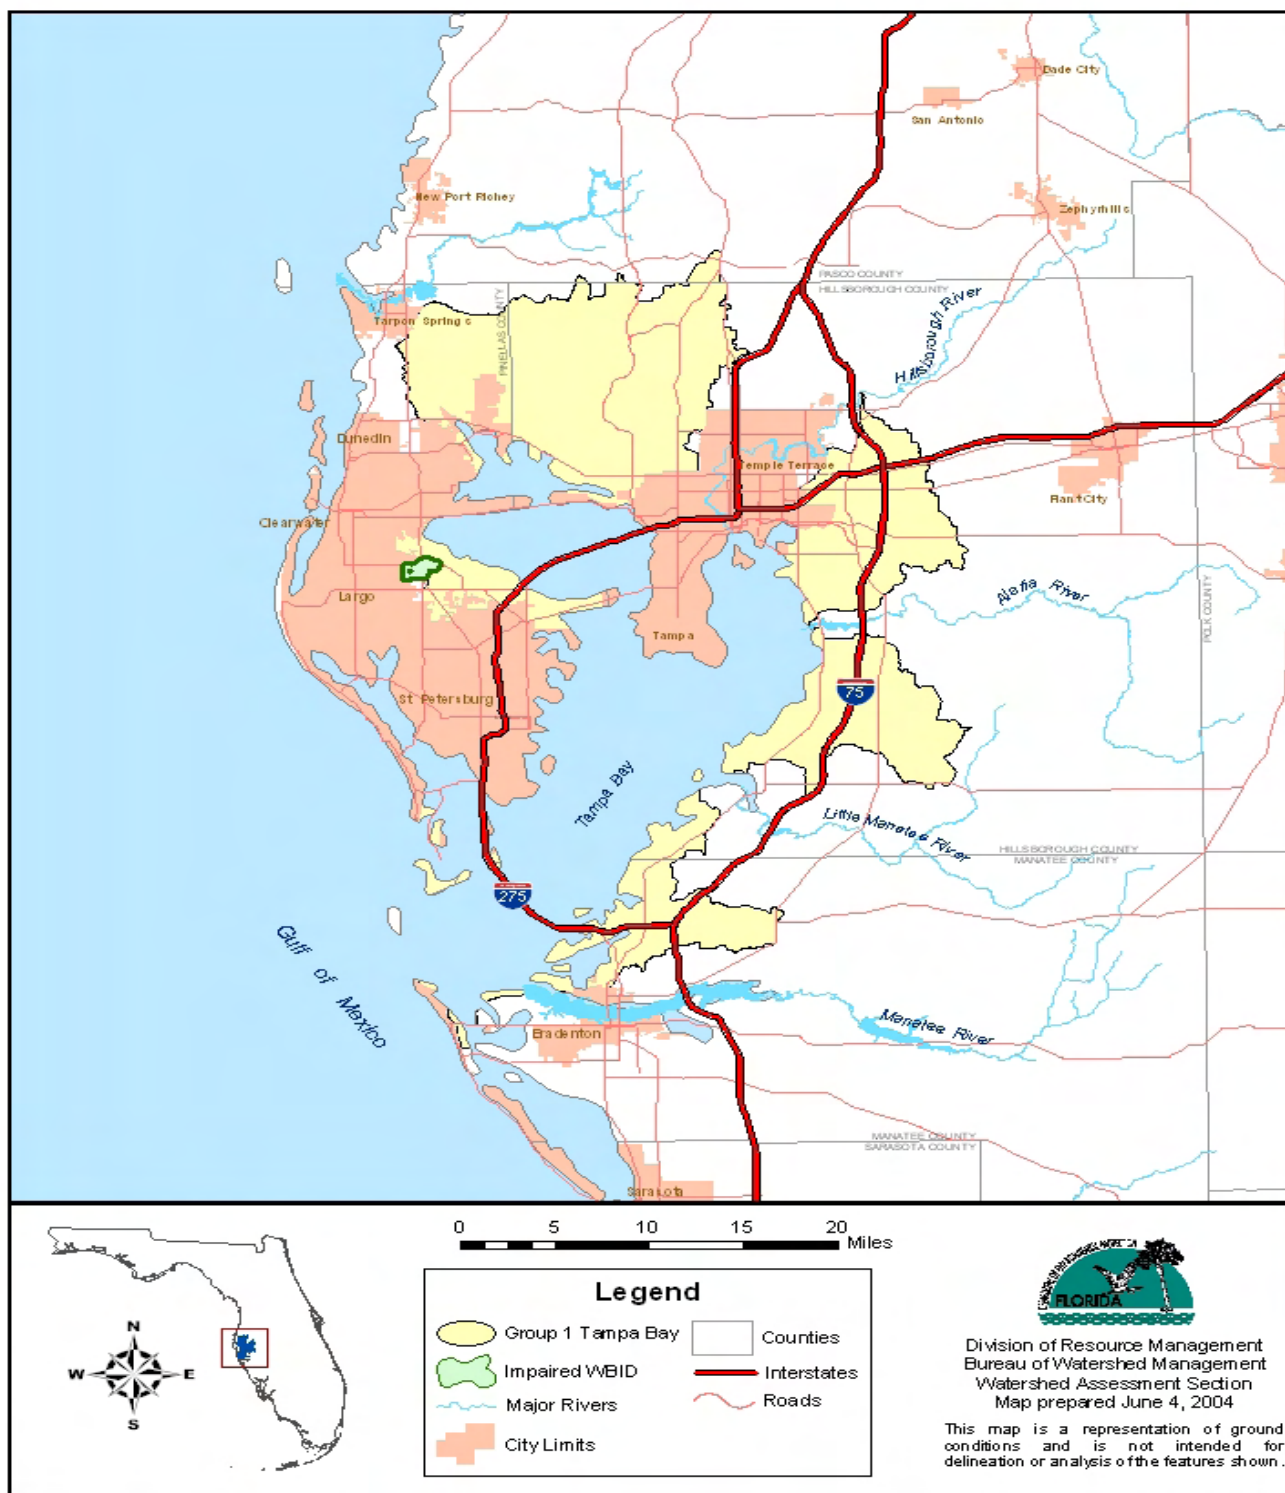 Dade City
San Antonio
New Port Richey
Zephyrhills
PASCO COUNTY
HILLSBOROUGH COUNTY
Hillsborough River
Tarpon Springs
PINELLAS COUNTY
Dunedin
Temple Terrace
Plant City
Clearwater
Largo
Alafia River
POLK COUNTY
Tampa
St Petersburg
75
Tampa Bay
Little Manatee River
HILLSBOROUGH COUNTY
MANATEE COUNTY
275
Gulf of Mexico
Manatee River
Bradenton
MANATEE COUNTY
SARASOTA COUNTY
Sarasota
0 5 10 15 20
Miles
N
W E
S
Legend
Group 1 Tampa Bay
Counties
Impaired WBID
Interstates
Major Rivers
Roads
City Limits
FLORIDA
Division of Resource Management
Bureau of Watershed Management
Watershed Assessment Section
Map prepared June 4, 2004
This map is a representation of ground
conditions and is not intended for
delineation or analysis of the features shown.